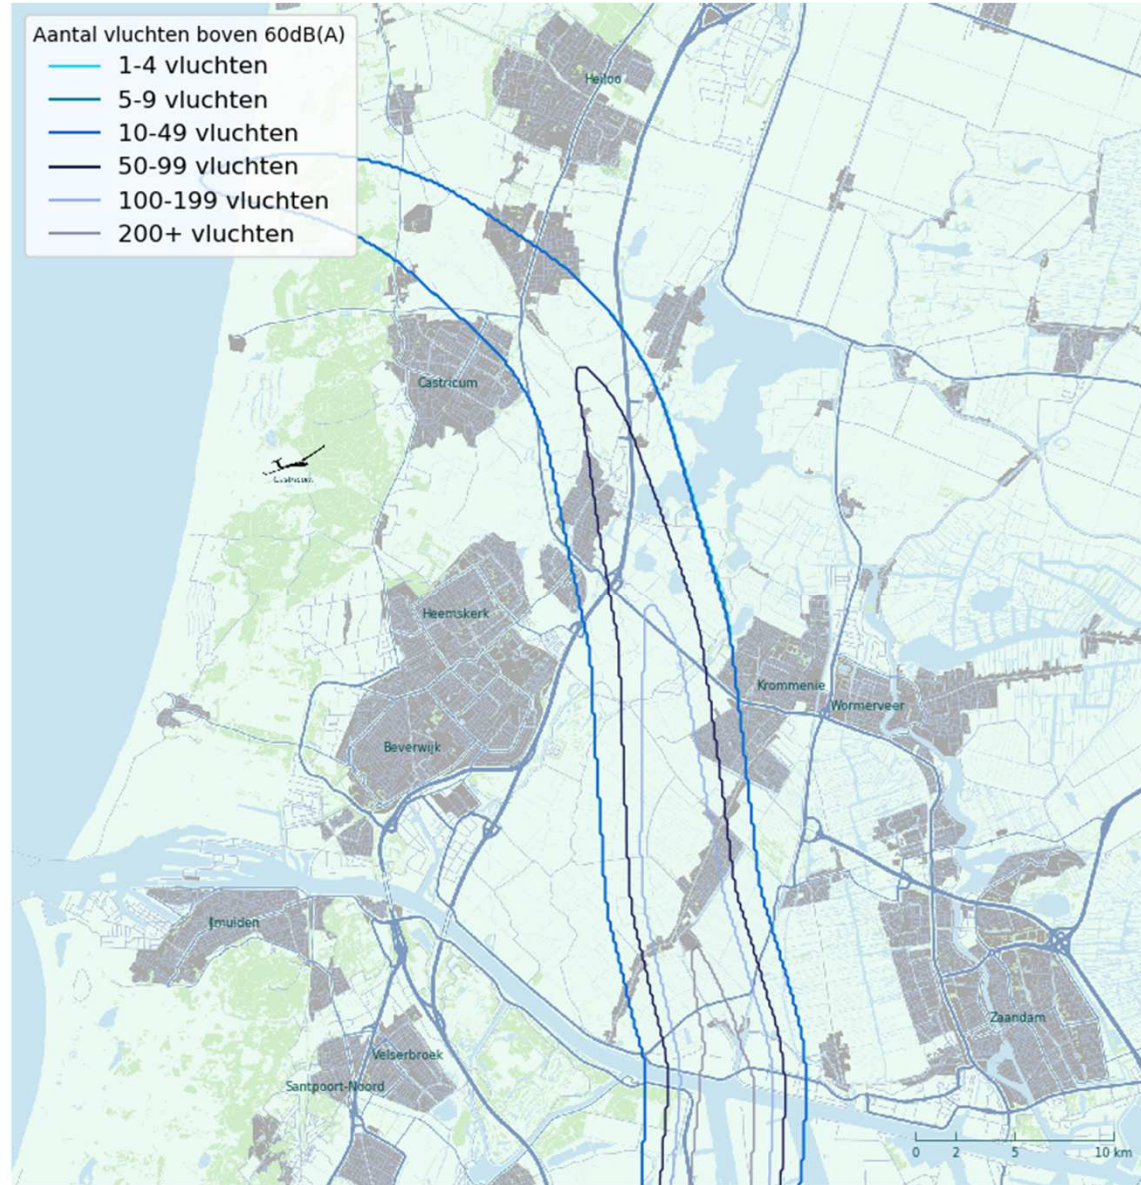 Aantal vluchten boven 60dB(A)
1-4 vluchten
5-9 vluchten
10-49 vluchten
50-99 vluchten
100-199 vluchten
200+ vluchten
Heiloo
Castricum
Castricum
Heemskerk
Krommenie
Wormerveer
Beverwijk
IJmuiden
Zaandam
Velserbroek
Santpoort-Noord
0 2 5 10 km